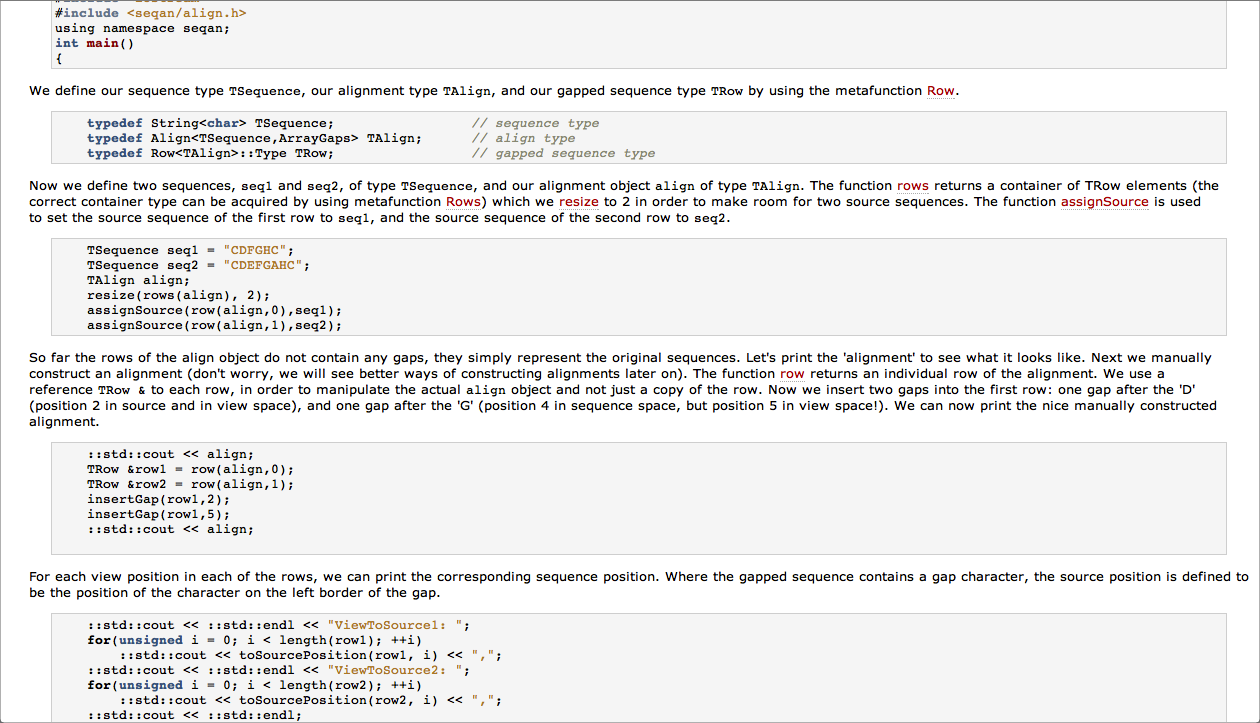 #include <seqan/align.h>
using namespace seqan;
int main()
{
We define our sequence type TSequence, our alignment type TAlign, and our gapped sequence type TRow by using the metafunction Row.
typedef String<char> TSequence; // sequence type
typedef Align<TSequence,ArrayGaps> TAlign; // align type
typedef Row<TAlign>::Type TRow; // gapped sequence type
Now we define two sequences, seq1 and seq2, of type TSequence, and our alignment object align of type TAlign. The function rows returns a container of TRow elements (the
correct container type can be acquired by using metafunction Rows) which we resize to 2 in order to make room for two source sequences. The function assignSource is used
to set the source sequence of the first row to seq1, and the source sequence of the second row to seq2.
TSequence seq1 = "CDFGHC";
TSequence seq2 = "CDEFGAHC";
TAlign align;
resize(rows(align), 2);
assignSource(row(align,0),seq1);
assignSource(row(align,1),seq2);
So far the rows of the align object do not contain any gaps, they simply represent the original sequences. Let's print the 'alignment' to see what it looks like. Next we manually
construct an alignment (don't worry, we will see better ways of constructing alignments later on). The function row returns an individual row of the alignment. We use a
reference TRow & to each row, in order to manipulate the actual align object and not just a copy of the row. Now we insert two gaps into the first row: one gap after the 'D'
(position 2 in source and in view space), and one gap after the 'G' (position 4 in sequence space, but position 5 in view space!). We can now print the nice manually constructed
alignment.
::std::cout << align;
TRow &row1 = row(align,0);
TRow &row2 = row(align,1);
insertGap(row1,2);
insertGap(row1,5);
::std::cout << align;
For each view position in each of the rows, we can print the corresponding sequence position. Where the gapped sequence contains a gap character, the source position is defined to
be the position of the character on the left border of the gap.
::std::cout << ::std::endl << "ViewToSource1: ";
for(unsigned i = 0; i < length(row1); ++i)
::std::cout << toSourcePosition(row1, i) << ",";
::std::cout << ::std::endl << "ViewToSource2: ";
for(unsigned i = 0; i < length(row2); ++i)
::std::cout << toSourcePosition(row2, i) << ",";
::std::cout << ::std::endl;